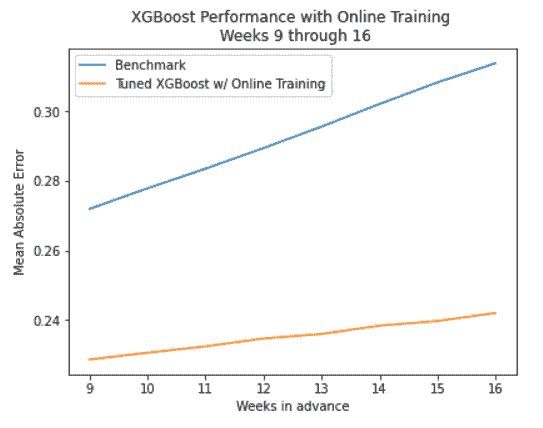 XGBoost Performance with Online Training
Weeks 9 through 16
Benchmark
Tuned XGBoost w/ Online Training
Mean Absolute Error
0.30
0.28
0.26
0.24
9 10 11 12 13 14 15 16
Weeks in advance